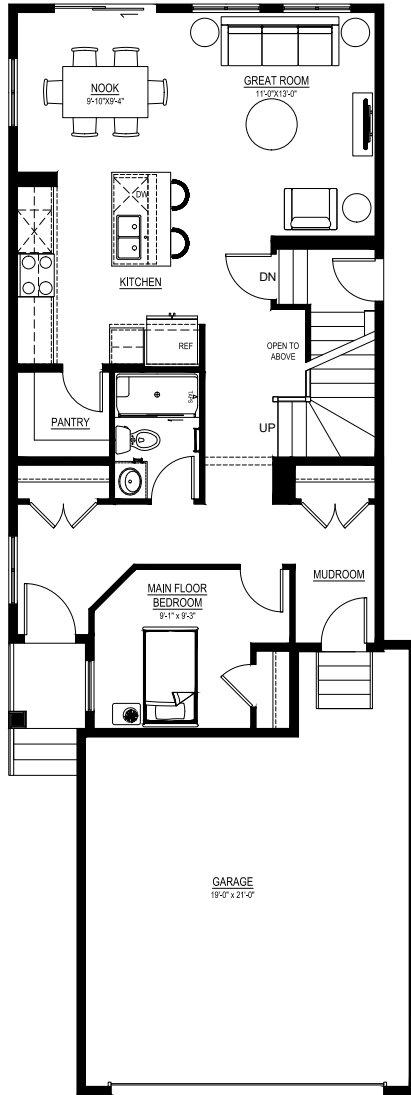 NOOK
9'-10"X9'-4"
GREAT ROOM
11'-0"X13'-0"
DW
KITCHEN
DN
REF
OPEN TO
ABOVE
PANTRY
UP
MUDROOM
MAIN FLOOR
BEDROOM
9'-1" x 9'-3"
GARAGE
19'-0" x 21'-0"